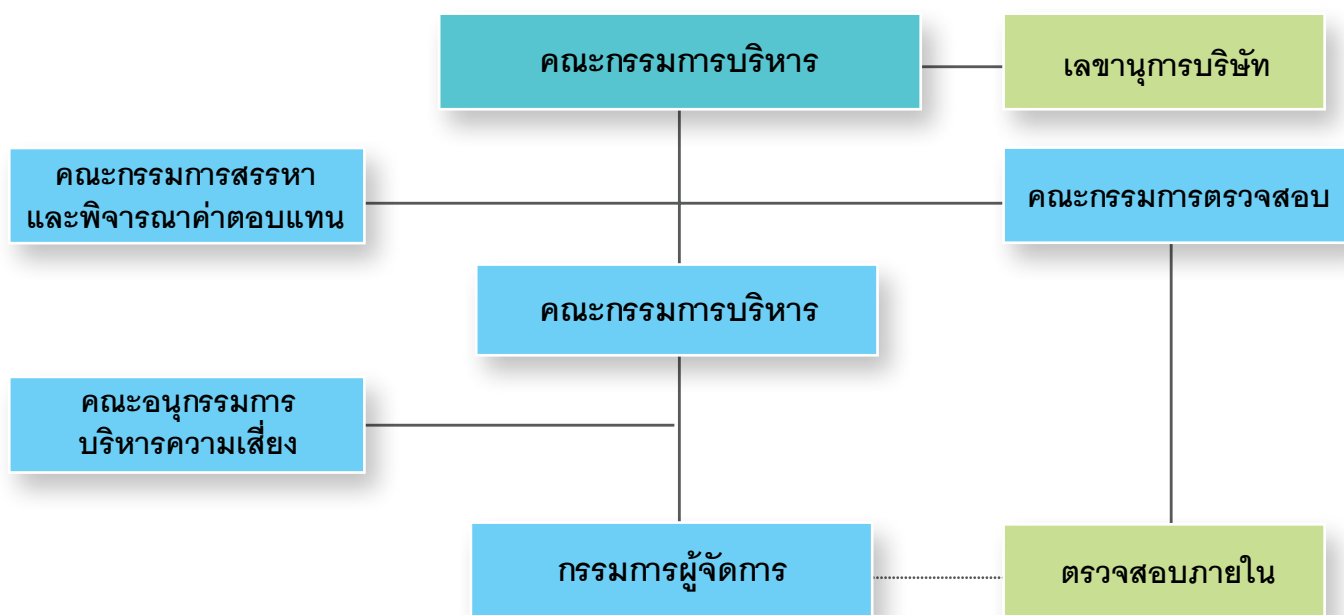 คณะกรรมการบริหาร
เลขานุการบริษัท
คณะกรรมการสรรหา
และพิจารณาค่าตอบแทน
คณะกรรมการตรวจสอบ
คณะกรรมการบริหาร
คณะอนุกรรมการ
บริหารความเสี่ยง
กรรมการผู้จัดการ
ตรวจสอบภายใน